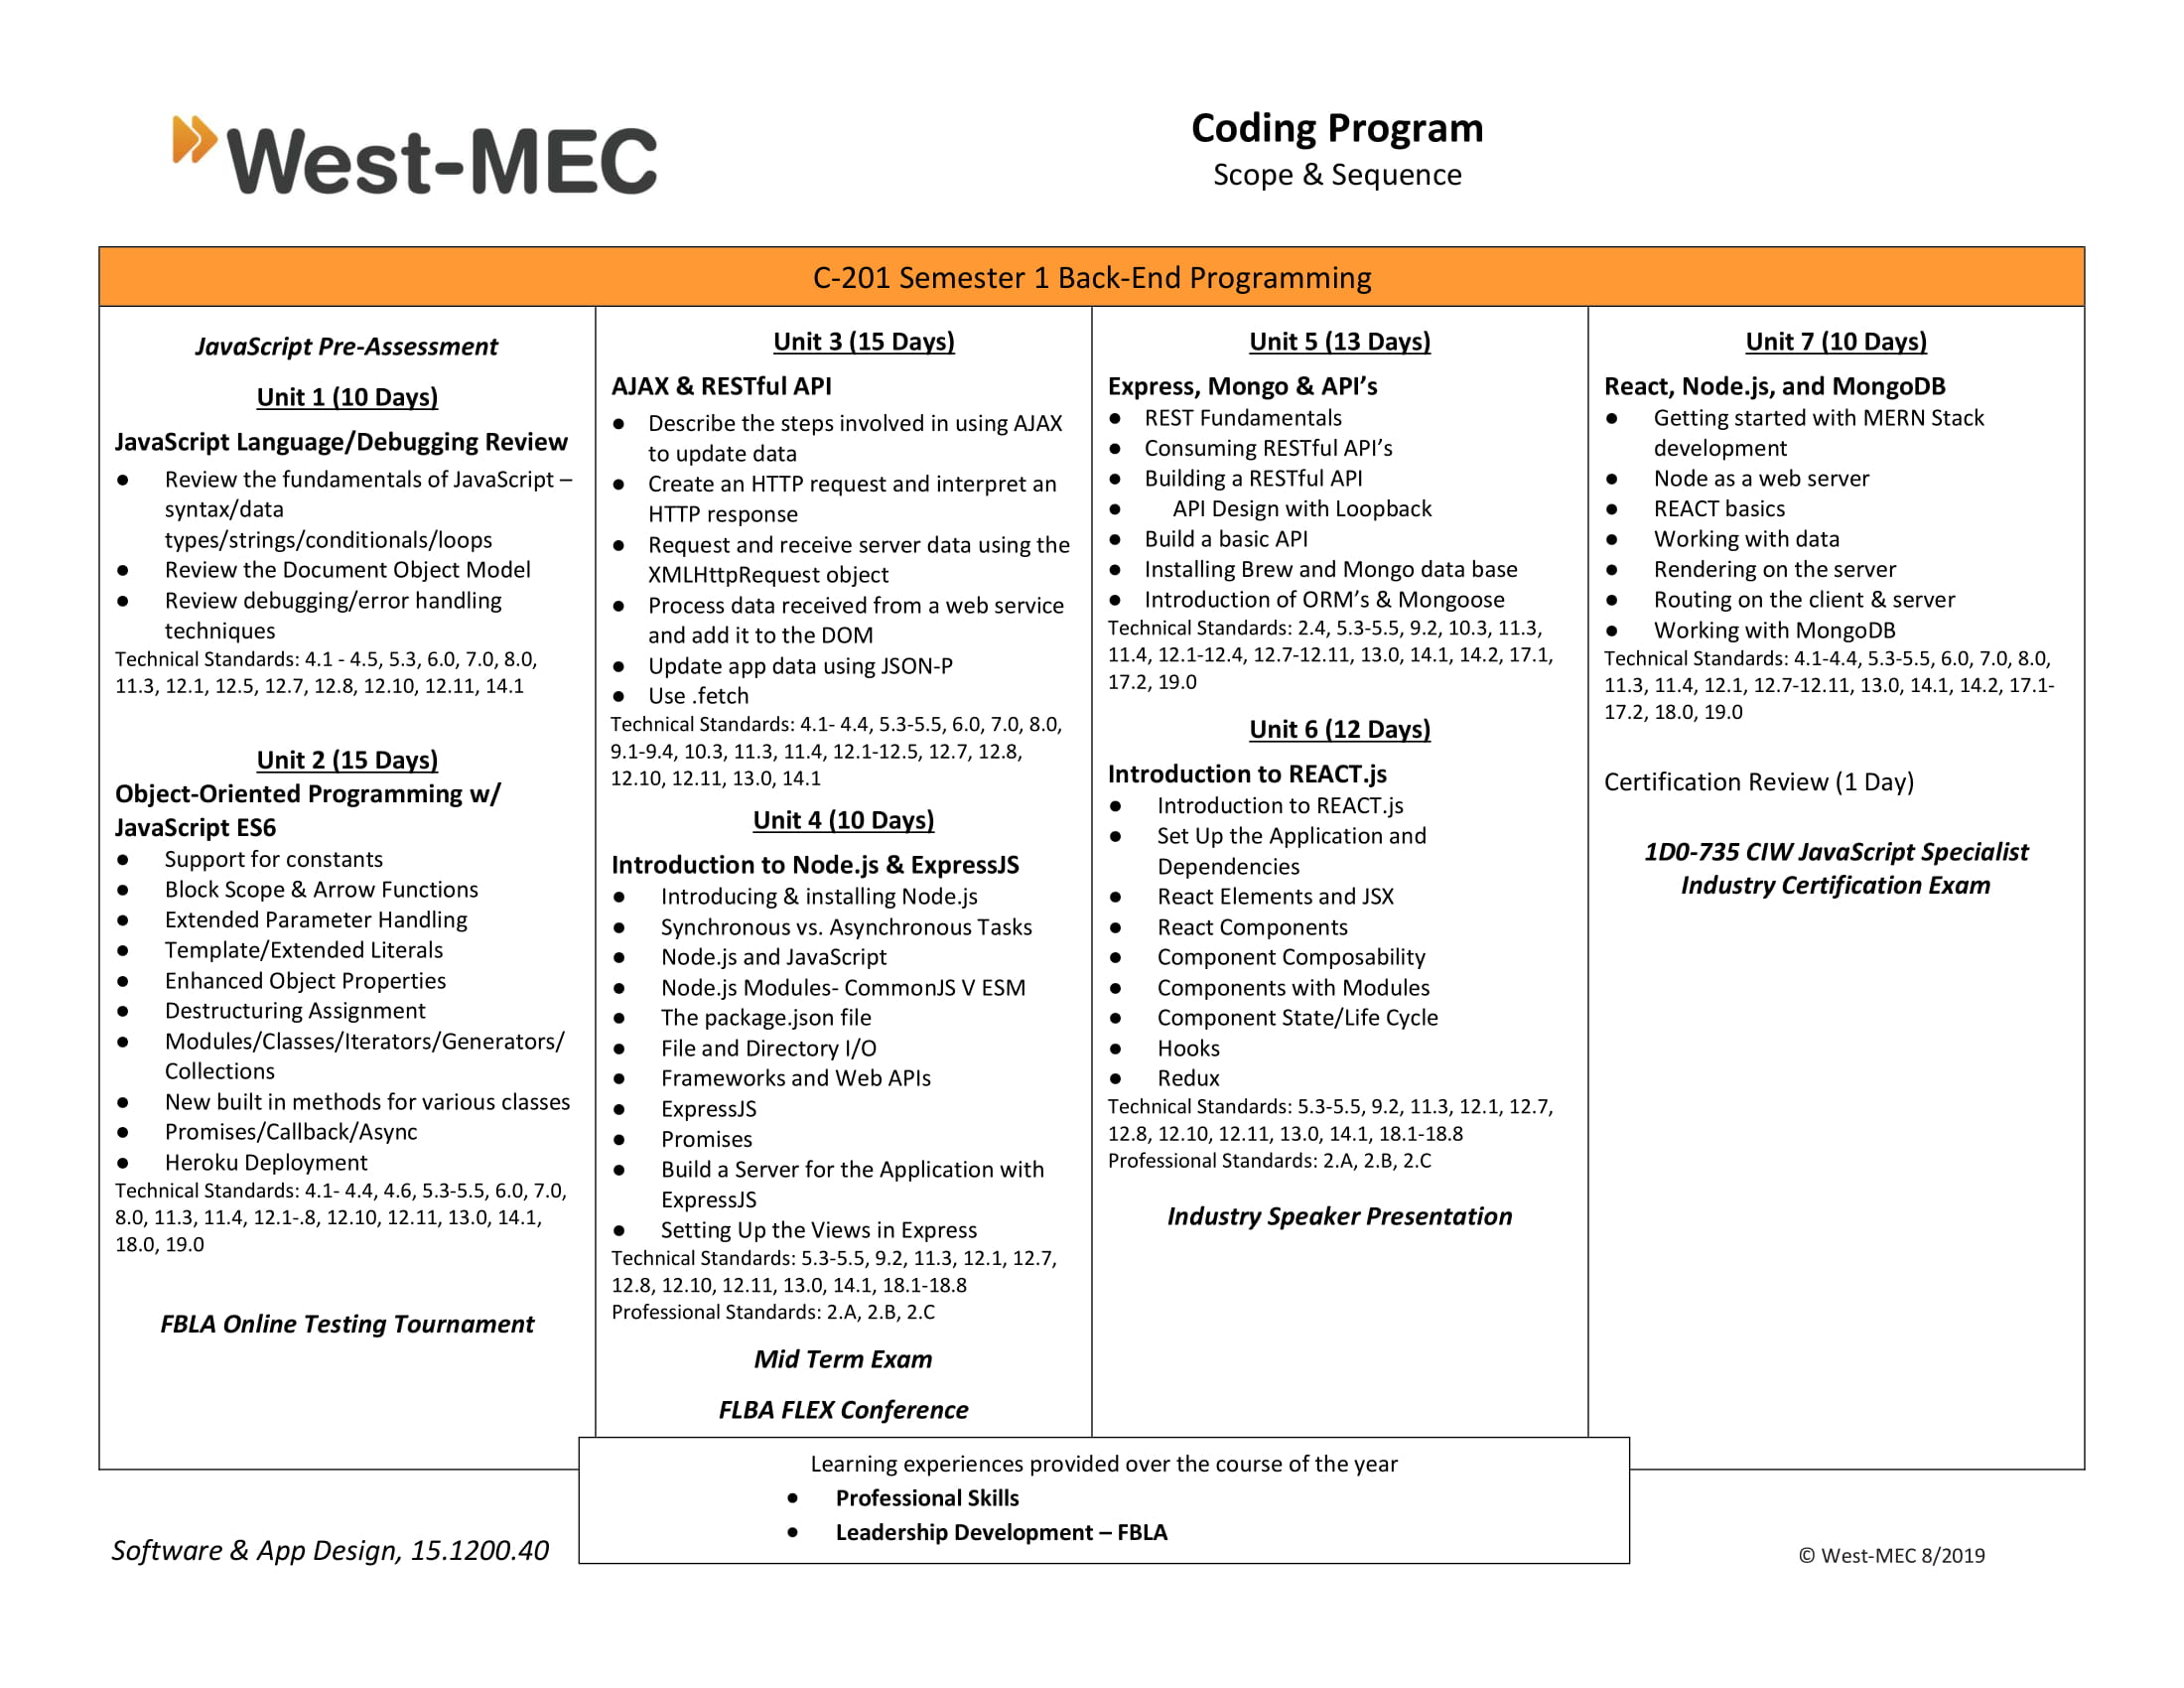 West-MEC
Coding Program
Scope & Sequence
C-201 Semester 1 Back-End Programming
JavaScript Pre-Assessment
Unit 1 (10 Days)
JavaScript Language/Debugging Review
● Review the fundamentals of JavaScript –
syntax/data
types/strings/conditionals/loops
● Review the Document Object Model
● Review debugging/error handling
techniques
Technical Standards: 4.1 - 4.5, 5.3, 6.0, 7.0, 8.0,
11.3, 12.1, 12.5, 12.7, 12.8, 12.10, 12.11, 14.1
Unit 2 (15 Days)
Object-Oriented Programming w/
JavaScript ES6
● Support for constants
● Block Scope & Arrow Functions
● Extended Parameter Handling
● Template/Extended Literals
● Enhanced Object Properties
● Destructuring Assignment
● Modules/Classes/Iterators/Generators/
Collections
● New built in methods for various classes
● Promises/Callback/Async
● Heroku Deployment
Technical Standards: 4.1- 4.4, 4.6, 5.3-5.5, 6.0, 7.0,
8.0, 11.3, 11.4, 12.1-.8, 12.10, 12.11, 13.0, 14.1,
18.0, 19.0
FBLA Online Testing Tournament
Unit 3 (15 Days)
AJAX & RESTful API
● Describe the steps involved in using AJAX
to update data
● Create an HTTP request and interpret an
HTTP response
● Request and receive server data using the
XMLHttpRequest object
● Process data received from a web service
and add it to the DOM
● Update app data using JSON-P
● Use .fetch
Technical Standards: 4.1- 4.4, 5.3-5.5, 6.0, 7.0, 8.0,
9.1-9.4, 10.3, 11.3, 11.4, 12.1-12.5, 12.7, 12.8,
12.10, 12.11, 13.0, 14.1
Unit 4 (10 Days)
Introduction to Node.js & ExpressJS
● Introducing & installing Node.js
● Synchronous vs. Asynchronous Tasks
● Node.js and JavaScript
● Node.js Modules- CommonJS V ESM
● The package.json file
● File and Directory I/O
● Frameworks and Web APIs
● ExpressJS
● Promises
● Build a Server for the Application with
ExpressJS
● Setting Up the Views in Express
Technical Standards: 5.3-5.5, 9.2, 11.3, 12.1, 12.7,
12.8, 12.10, 12.11, 13.0, 14.1, 18.1-18.8
Professional Standards: 2.A, 2.B, 2.C
Mid Term Exam
FLBA FLEX Conference
Unit 5 (13 Days)
Express, Mongo & API’s
● REST Fundamentals
● Consuming RESTful API’s
● Building a RESTful API
● API Design with Loopback
● Build a basic API
● Installing Brew and Mongo data base
● Introduction of ORM’s & Mongoose
Technical Standards: 2.4, 5.3-5.5, 9.2, 10.3, 11.3,
11.4, 12.1-12.4, 12.7-12.11, 13.0, 14.1, 14.2, 17.1,
17.2, 19.0
Unit 6 (12 Days)
Introduction to REACT.js
● Introduction to REACT.js
● Set Up the Application and
Dependencies
● React Elements and JSX
● React Components
● Component Composability
● Components with Modules
● Component State/Life Cycle
● Hooks
● Redux
Technical Standards: 5.3-5.5, 9.2, 11.3, 12.1, 12.7,
12.8, 12.10, 12.11, 13.0, 14.1, 18.1-18.8
Professional Standards: 2.A, 2.B, 2.C
Industry Speaker Presentation
Unit 7 (10 Days)
React, Node.js, and MongoDB
● Getting started with MERN Stack
development
● Node as a web server
● REACT basics
● Working with data
● Rendering on the server
● Routing on the client & server
● Working with MongoDB
Technical Standards: 4.1-4.4, 5.3-5.5, 6.0, 7.0, 8.0,
11.3, 11.4, 12.1, 12.7-12.11, 13.0, 14.1, 14.2, 17.1-
17.2, 18.0, 19.0
Certification Review (1 Day)
1D0-735 CIW JavaScript Specialist
Industry Certification Exam
Learning experiences provided over the course of the year
● Professional Skills
● Leadership Development – FBLA
Software & App Design, 15.1200.40
© West-MEC 8/2019